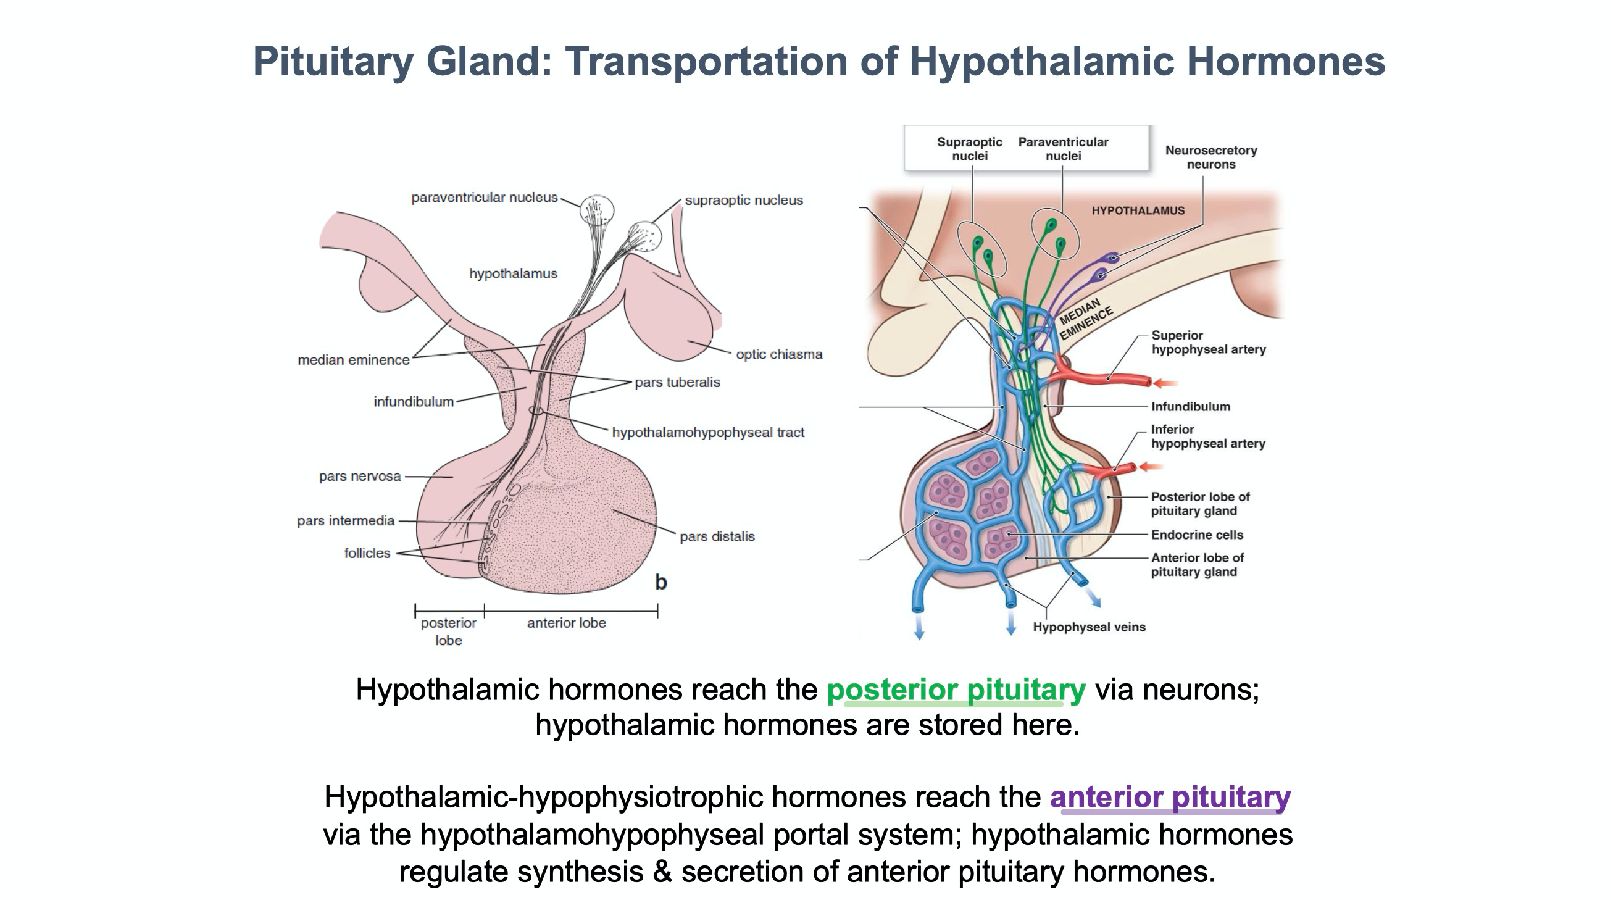 Pituitary Gland: Transportation of Hypothalamic Hormones
paraventricular nucleus
supraoptic nucleus
hypothalamus
median eminence
optic chiasma
pars tuberalis
infundibulum
hypothalamohypophyseal tract
pars nervosa
pars intermedia
pars distalis
follicles
b
posterior
lobe
anterior lobe
Supraoptic
nuclei
Paraventricular
nuclei
Neurosecretory
neurons
HYPOTHALAMUS
MEDIAN
EMINENCE
Superior
hypophyseal artery
Infundibulum
Inferior
hypophyseal artery
Posterior lobe of
pituitary gland
Endocrine cells
Anterior lobe of
pituitary gland
Hypophyseal veins
Hypothalamic hormones reach the posterior pituitary via neurons;
hypothalamic hormones are stored here.
Hypothalamic-hypophysiotrophic hormones reach the anterior pituitary
via the hypothalamohypophyseal portal system; hypothalamic hormones
regulate synthesis & secretion of anterior pituitary hormones.